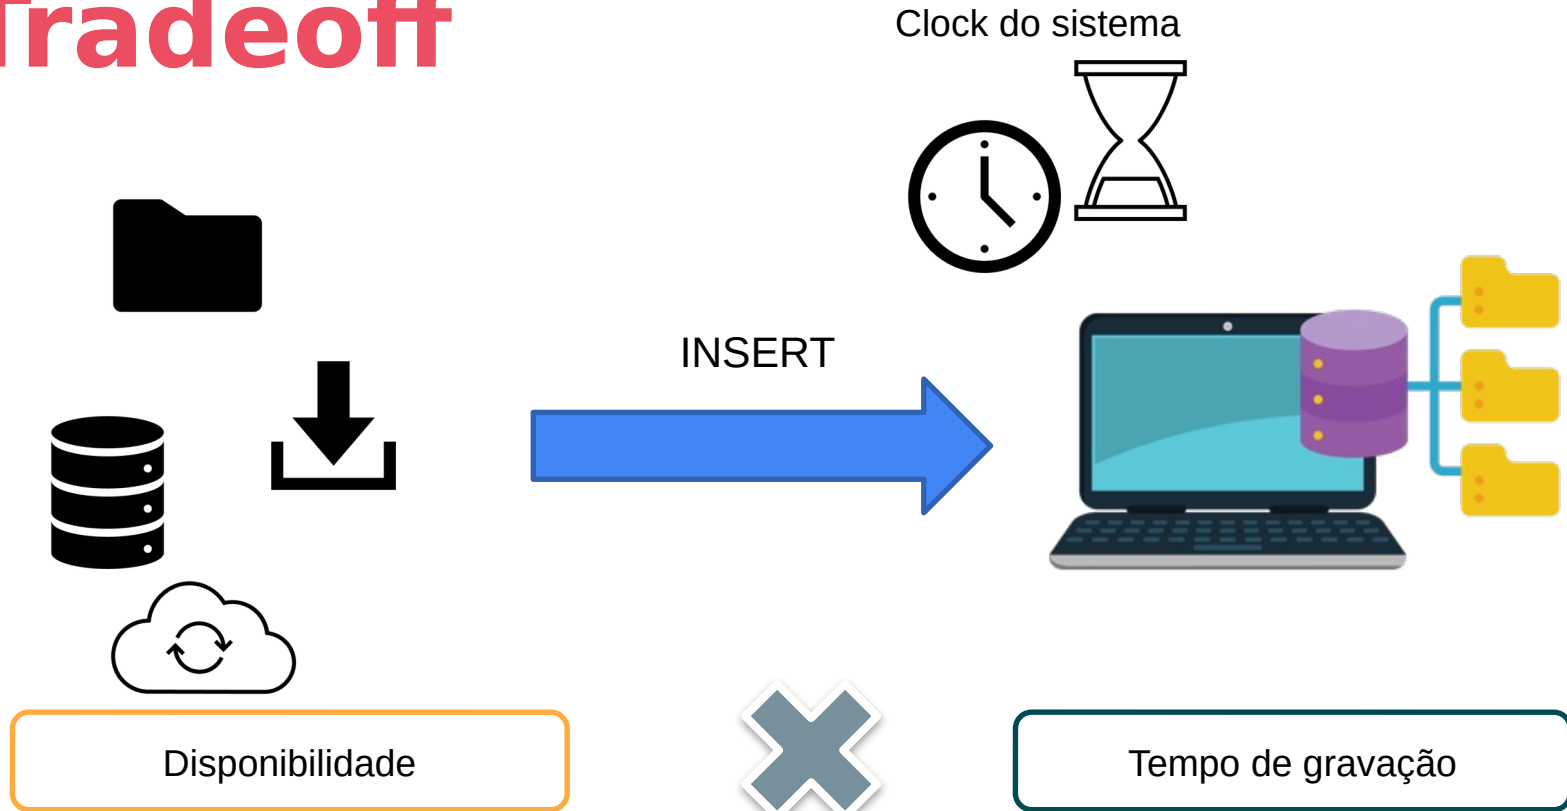 Tradeoff
Clock do sistema
INSERT
Disponibilidade
Tempo de gravação